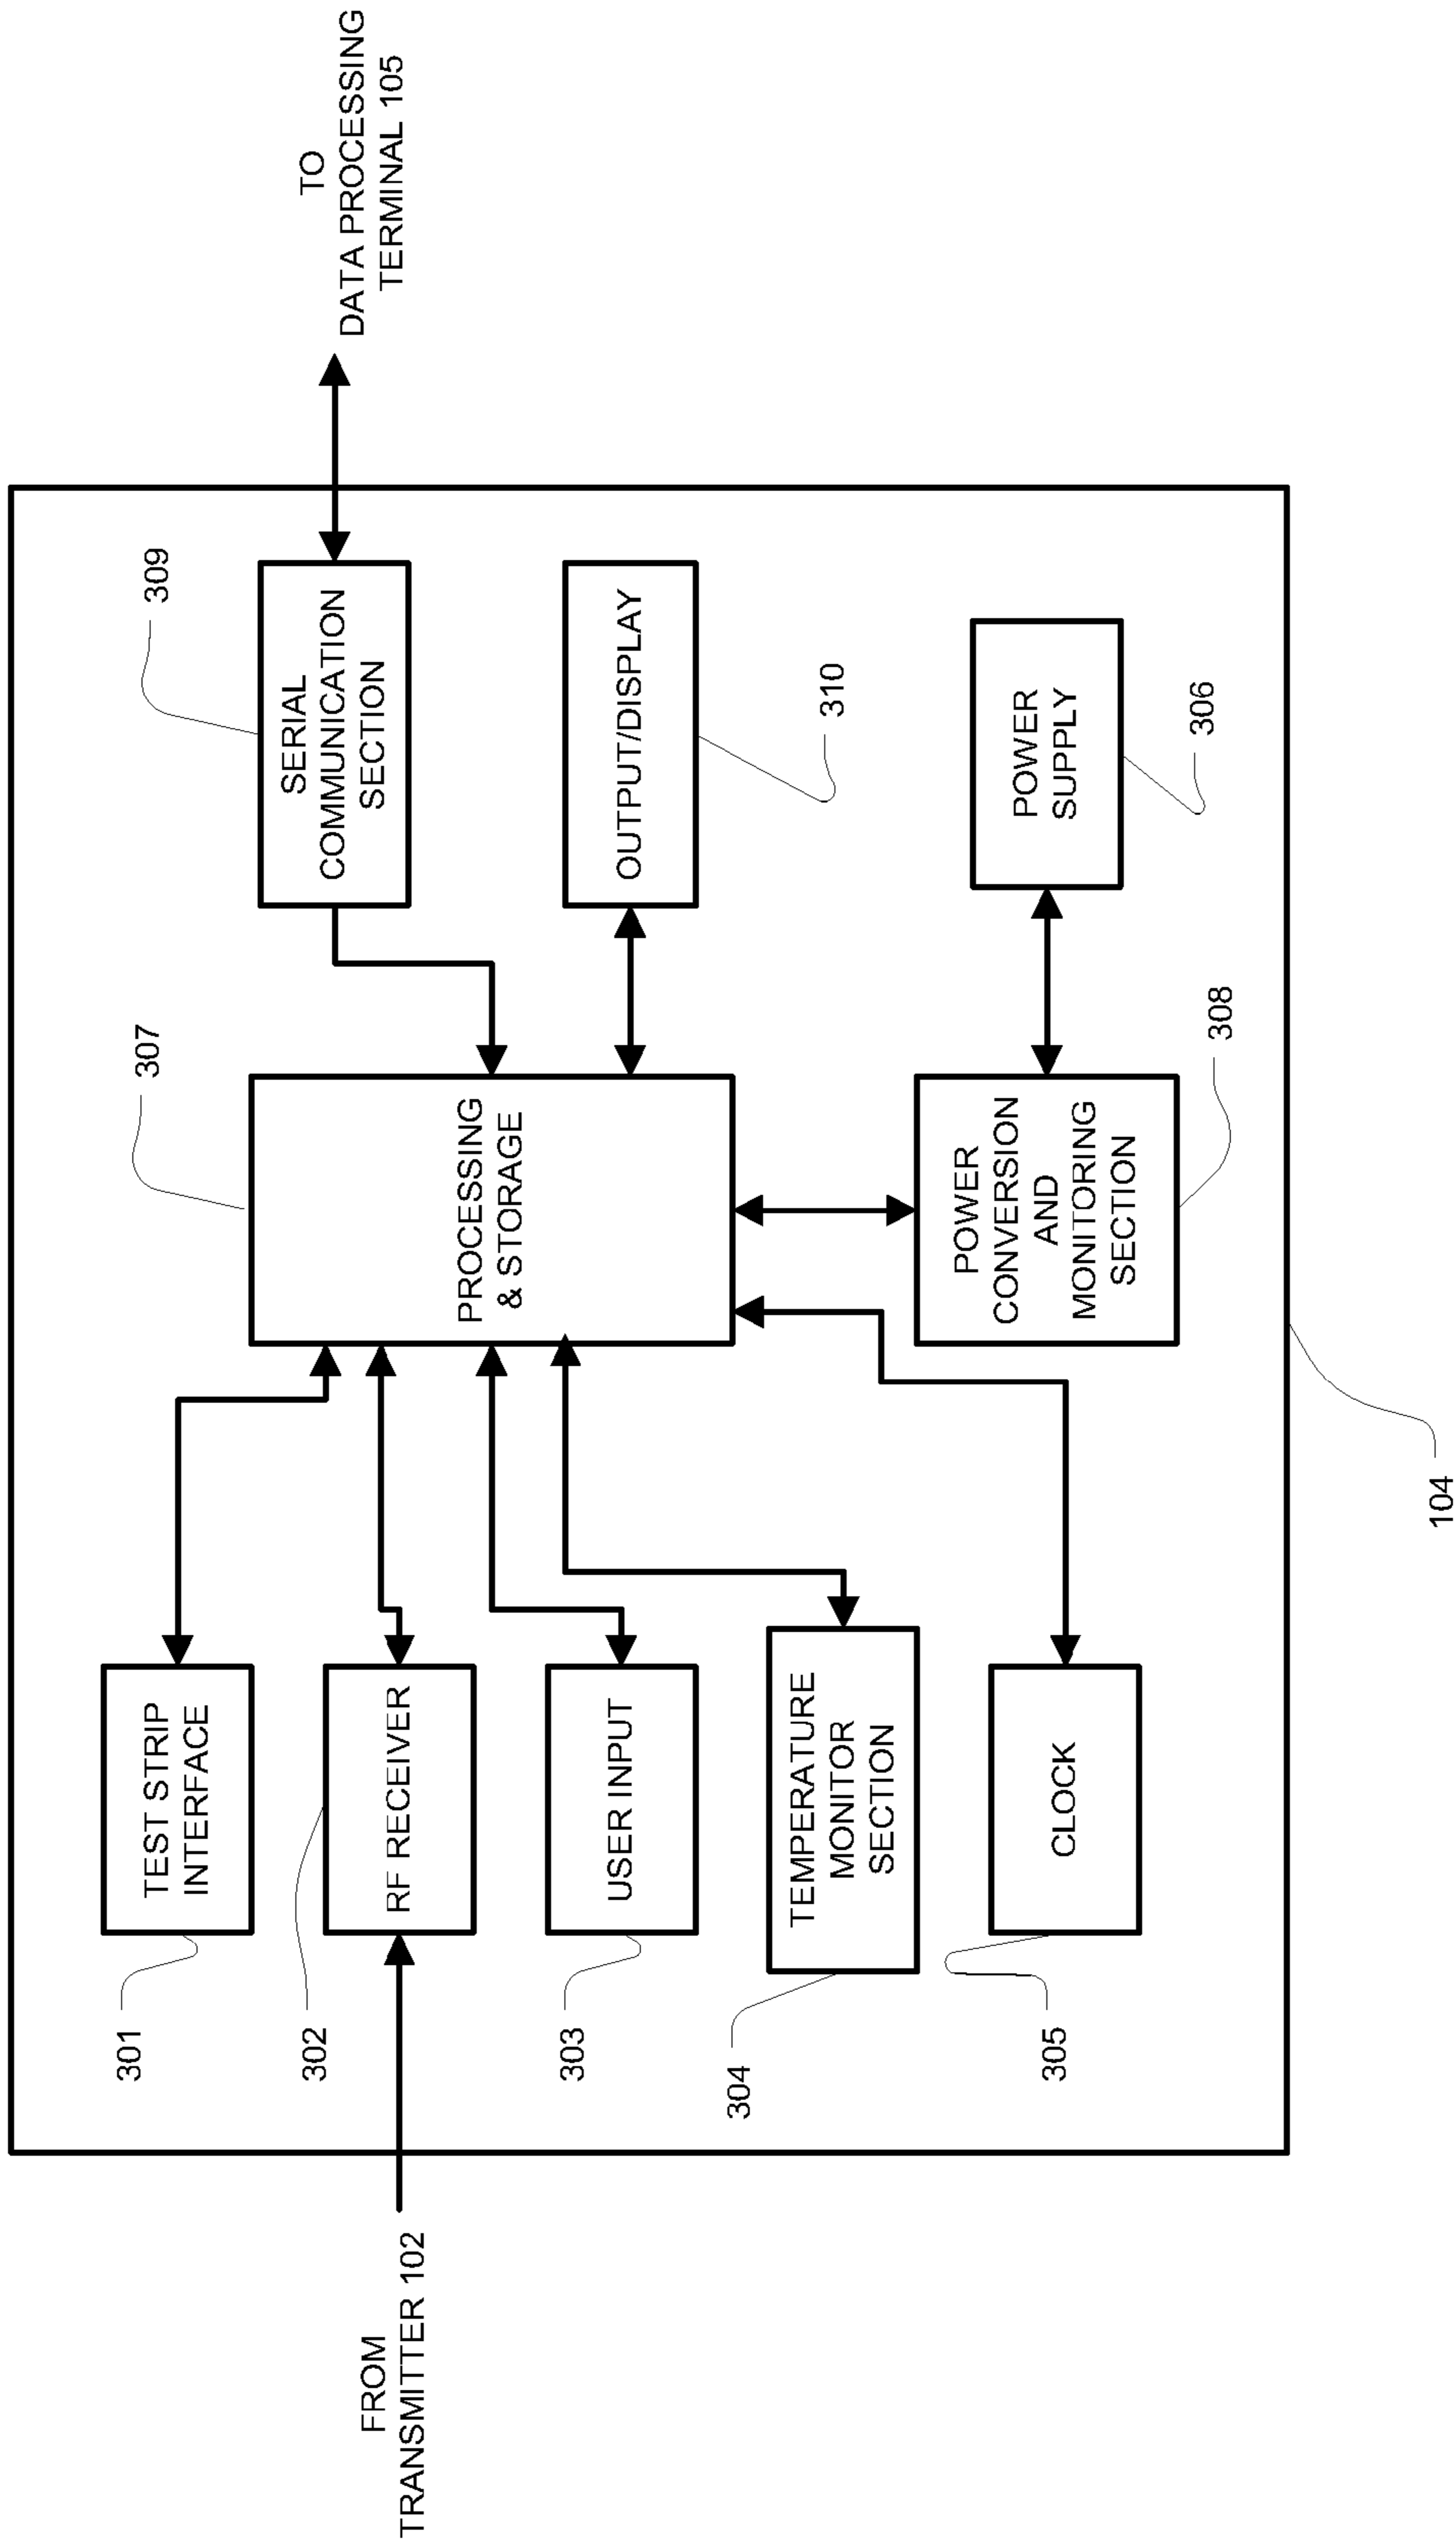 301
TEST STRIP
INTERFACE
FROM
TRANSMITTER 102
302
RF RECEIVER
303
USER INPUT
304
TEMPERATURE
MONITOR
SECTION
305
CLOCK
307
PROCESSING
& STORAGE
POWER
CONVERSION
AND
MONITORING
SECTION
308
309
SERIAL
COMMUNICATION
SECTION
TO
DATA PROCESSING
TERMINAL 105
OUTPUT/DISPLAY
310
POWER
SUPPLY
306
104